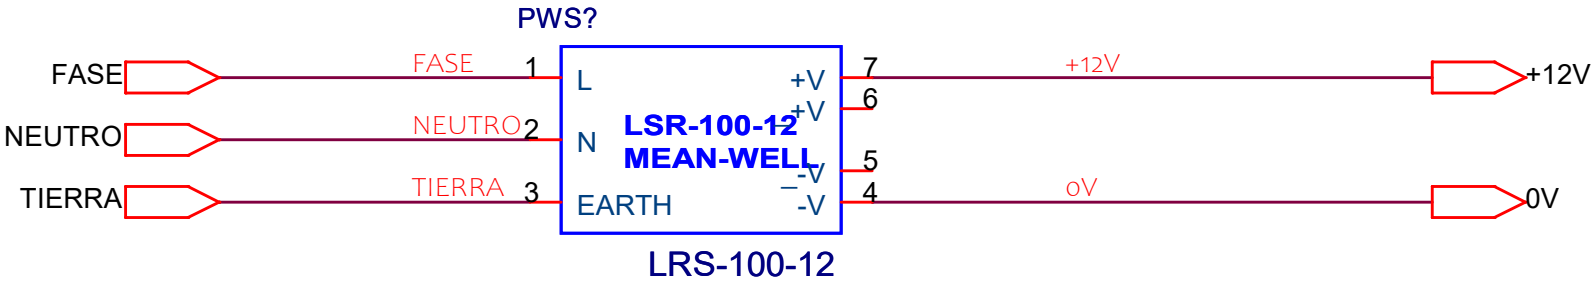 PWS?
FASE FASE 1 L +V 7 +12V +12V
_+V 6
NEUTRO NEUTRO 2 N LSR-100-12
MEAN-WELL
_-V 5
TIERRA TIERRA 3 EARTH -V 4 0V 0V
LRS-100-12